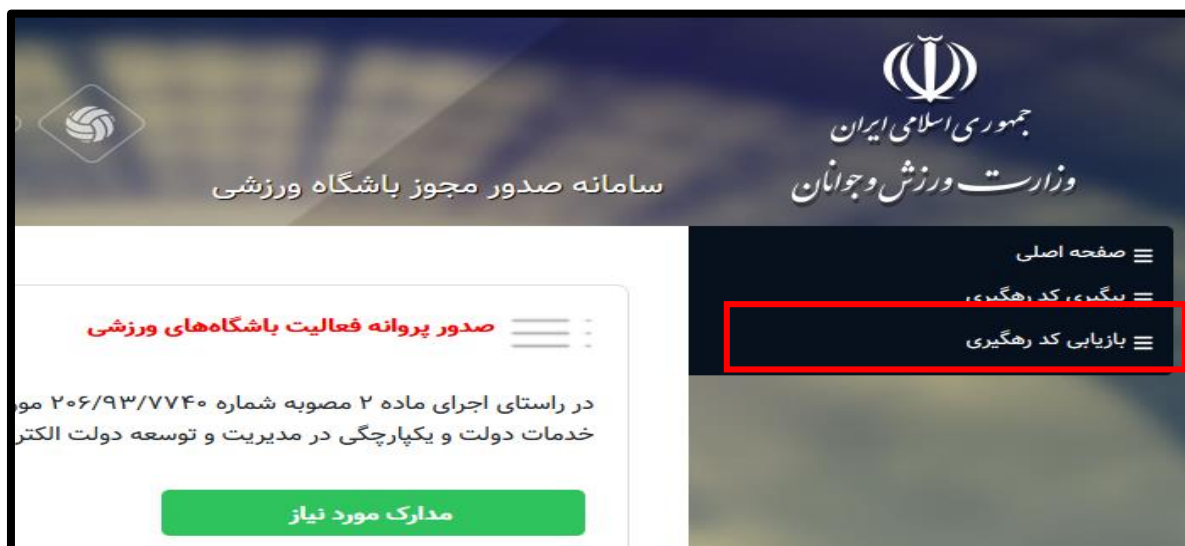 جمهوری اسلامی ایران
وزارت ورزش و جوانان
سامانه صدور مجوز باشگاه ورزشی
صفحه اصلی
پیگیری کد رهگیری
بازیابی کد رهگیری
صدور پروانه فعالیت باشگاه‌های ورزشی
در راستای اجرای ماده ۲ مصوبه شماره ۲۰۶/۹۳/۷۷۴۰
خدمات دولت و یکپارچگی در مدیریت و توسعه دولت
مدارک مورد نیاز